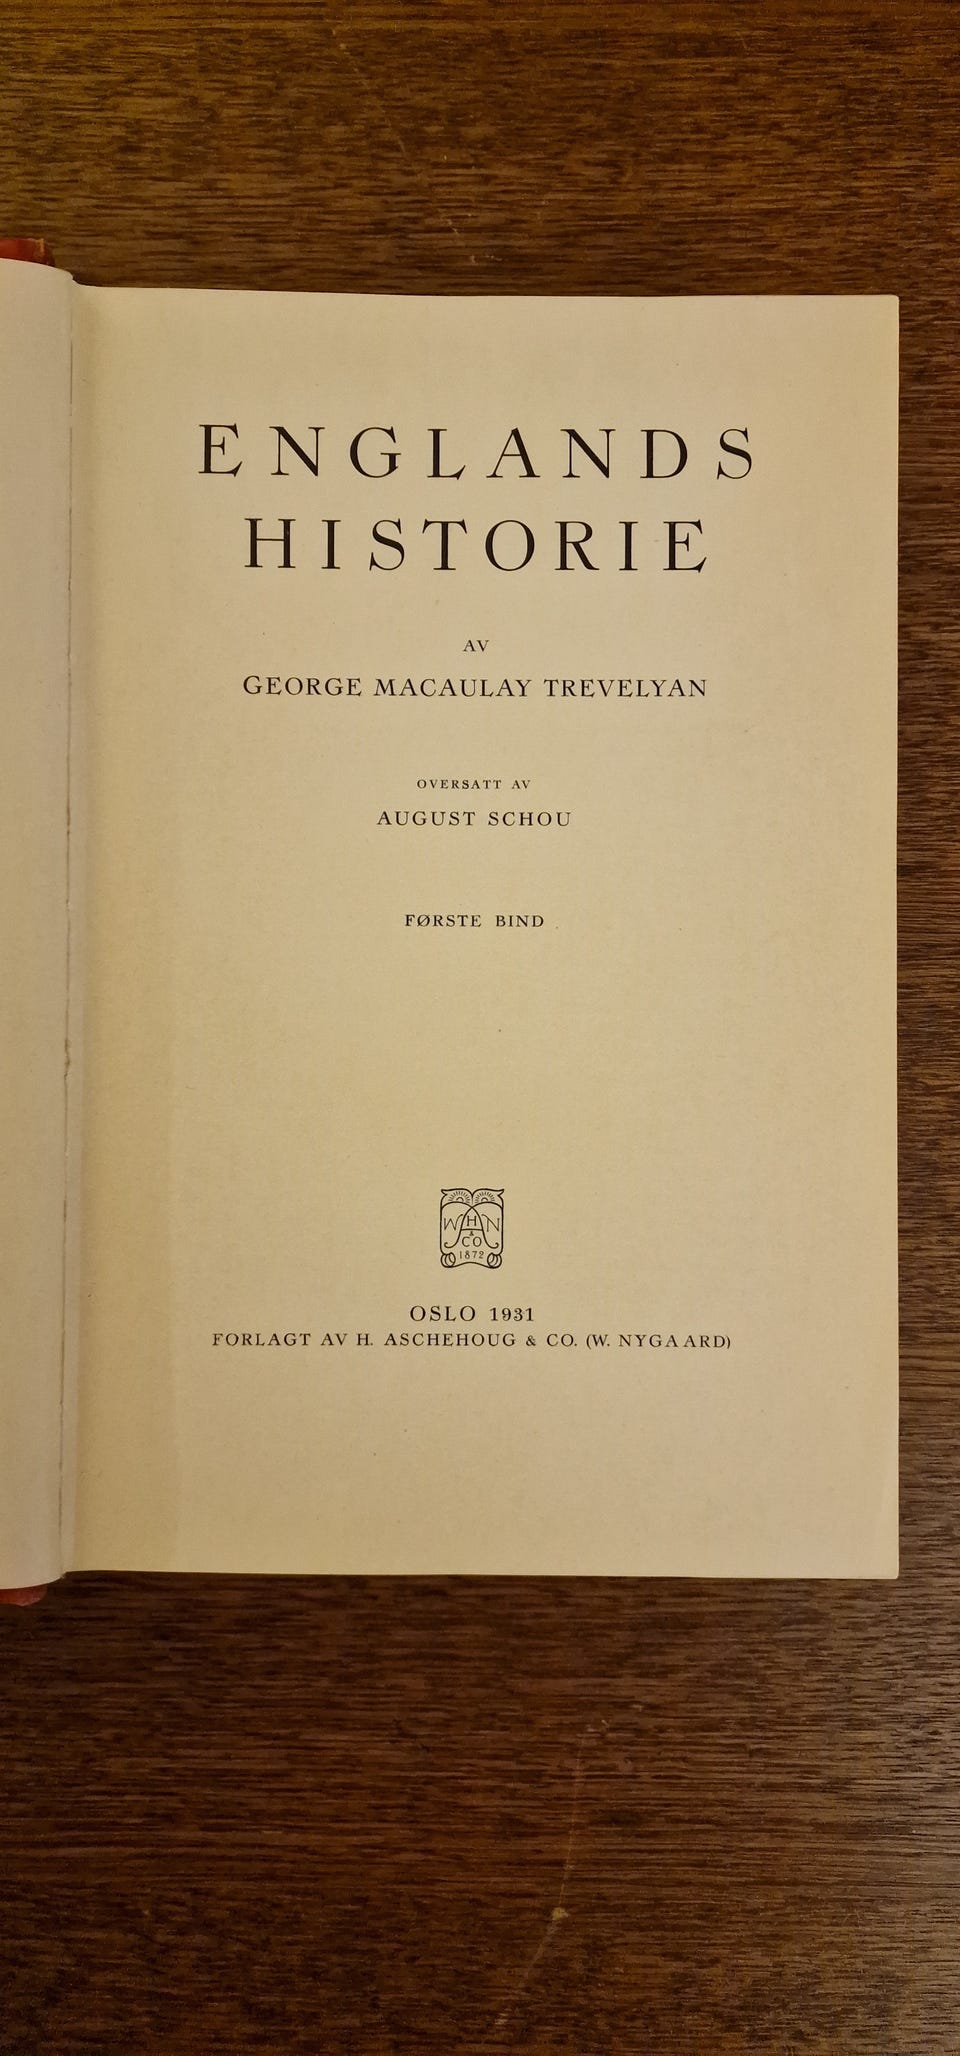 ENGLANDS
HISTORIE
AV
GEORGE MACAULAY TREVELYAN
OVERSATT AV
AUGUST SCHOU
FØRSTE BIND
W H N
A
& CO
1872
OSLO 1931
FORLAGT AV H. ASCHEHOUG & CO. (W. NYGAARD)